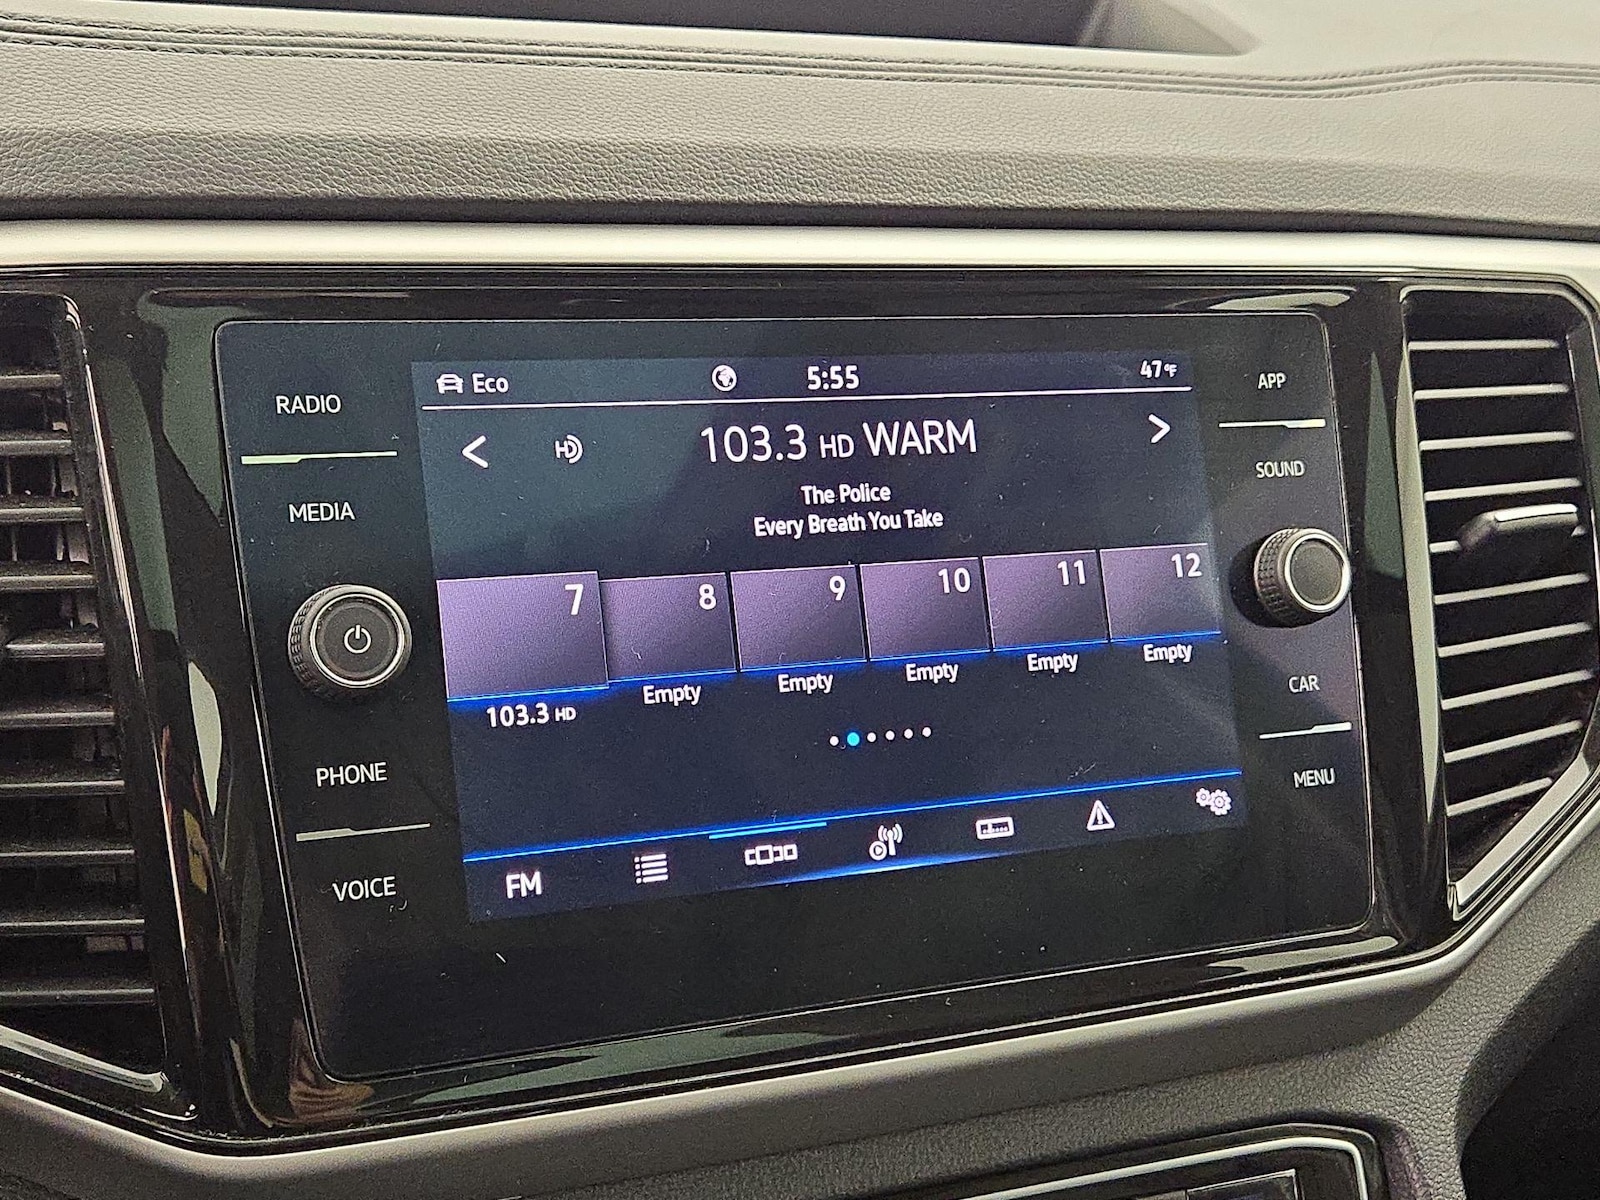 RADIO
MEDIA
PHONE
VOICE
Eco
5:55
47°F
HD
103.3 HD WARM
The Police
Every Breath You Take
7
8
9
10
11
12
103.3 HD
Empty
Empty
Empty
Empty
Empty
FM
APP
SOUND
CAR
MENU